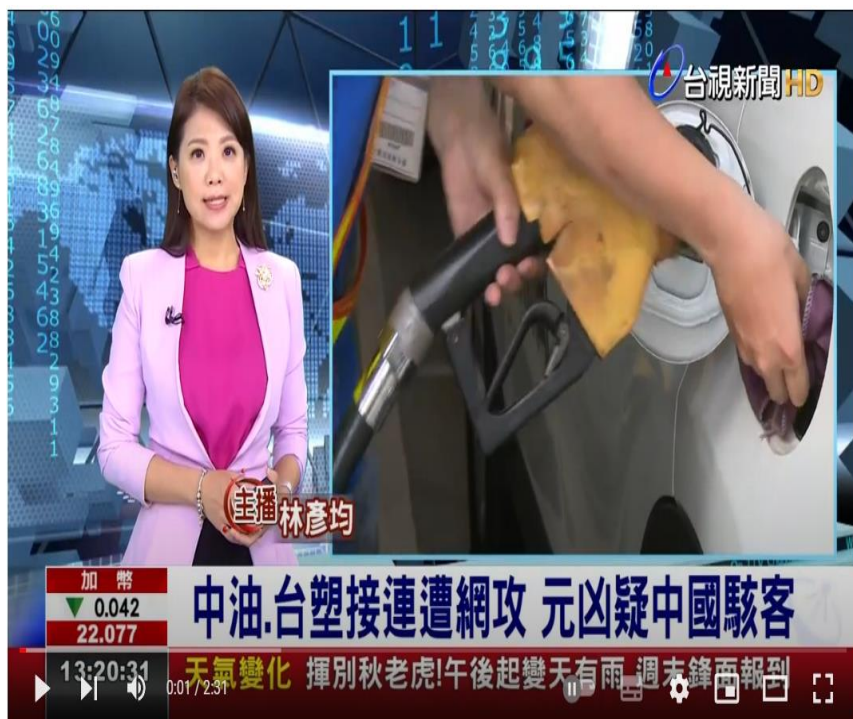 台視新聞HD
主播 林彥均
加幣
▼ 0.042
22.077
中油.台塑接連遭網攻 元凶疑中國駭客
13:20:31
天氣變化 揮別秋老虎!午後起變天有雨 週末鋒面報到
0:01 / 2:31